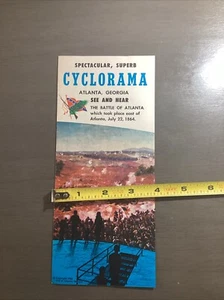 SPECTACULAR, SUPERB
CYCLORAMA
ATLANTA, GEORGIA
SEE AND HEAR
THE BATTLE OF ATLANTA
which took place east of
Atlanta, July 22, 1864.
1 2 3 4 5 6